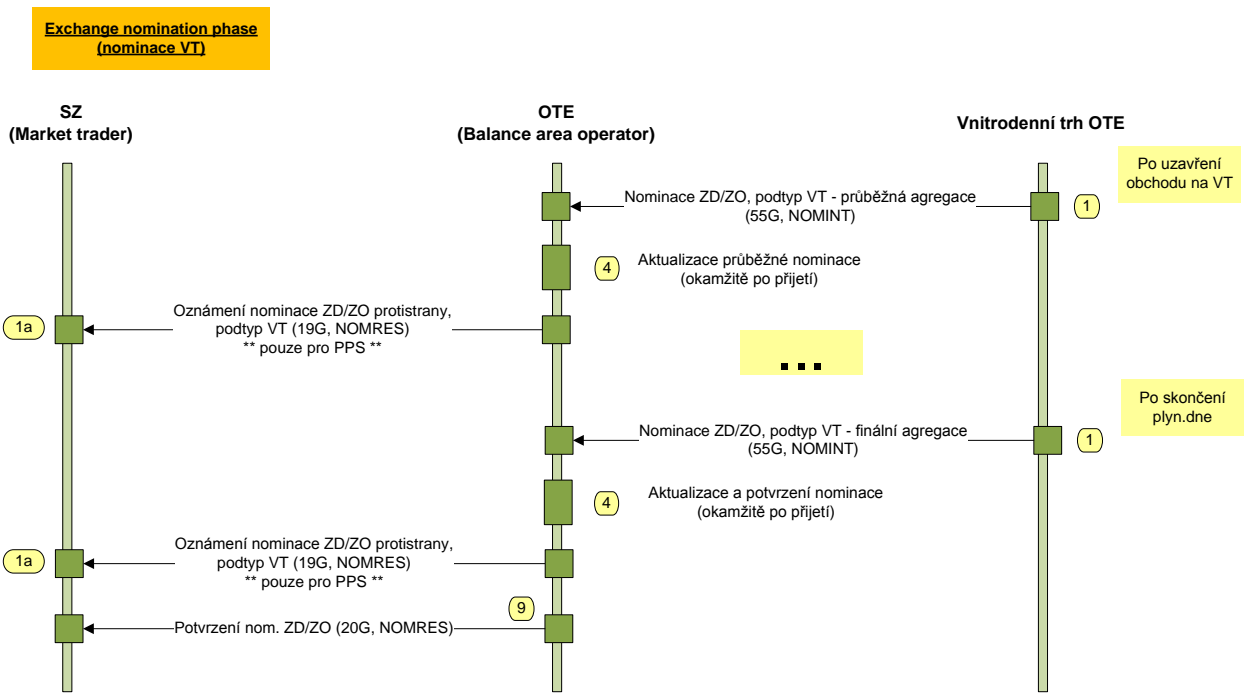 Exchange nomination phase
(nominace VT)
SZ
(Market trader)
OTE
(Balance area operator)
Vnitrodenní trh OTE
Po uzavření
obchodu na VT
Nominace ZD/ZO, podtyp VT - průběžná agregace
(55G, NOMINT)
1
4
Aktualizace průběžné nominace
(okamžitě po přijetí)
1a
Oznámení nominace ZD/ZO protistrany,
podtyp VT (19G, NOMRES)
** pouze pro PPS **
...
Po skončení
plyn.dne
Nominace ZD/ZO, podtyp VT - finální agregace
(55G, NOMINT)
1
4
Aktualizace a potvrzení nominace
(okamžitě po přijetí)
1a
Oznámení nominace ZD/ZO protistrany,
podtyp VT (19G, NOMRES)
** pouze pro PPS **
9
Potvrzení nom. ZD/ZO (20G, NOMRES)